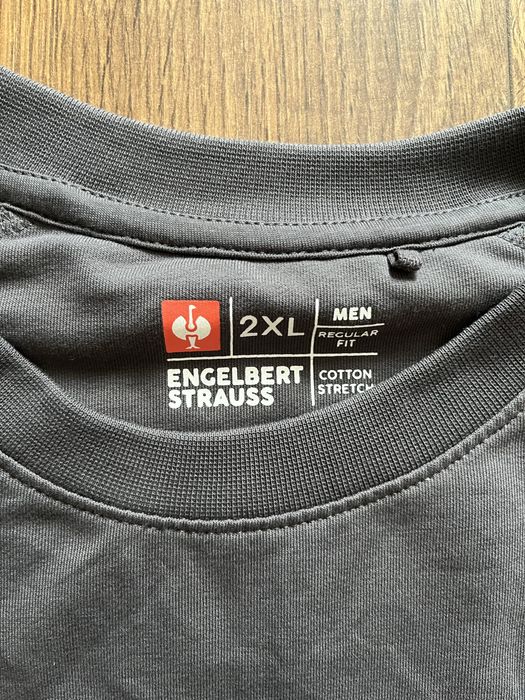 2XL
MEN
REGULAR
FIT
ENGELBERT
STRAUSS
COTTON
STRETCH